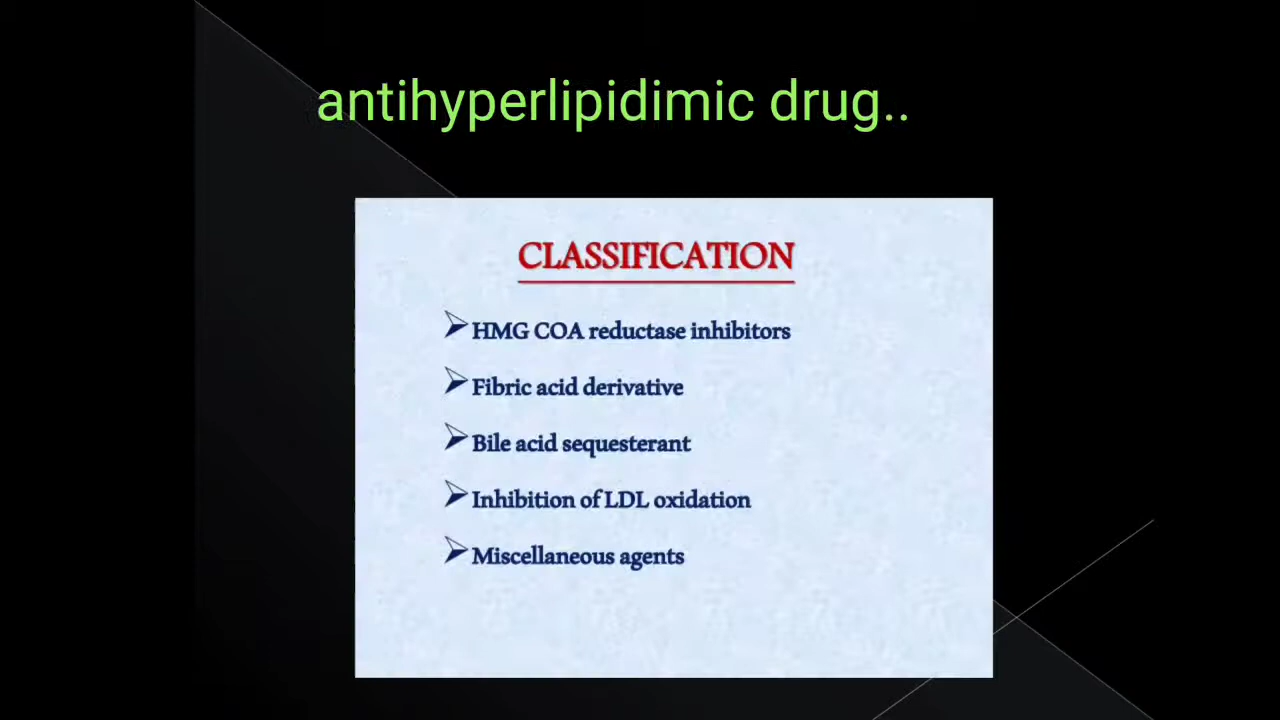 antihyperlipidimic drug..
CLASSIFICATION
HMG COA reductase inhibitors
Fibric acid derivative
Bile acid sequesterant
Inhibition of LDL oxidation
Miscellaneous agents